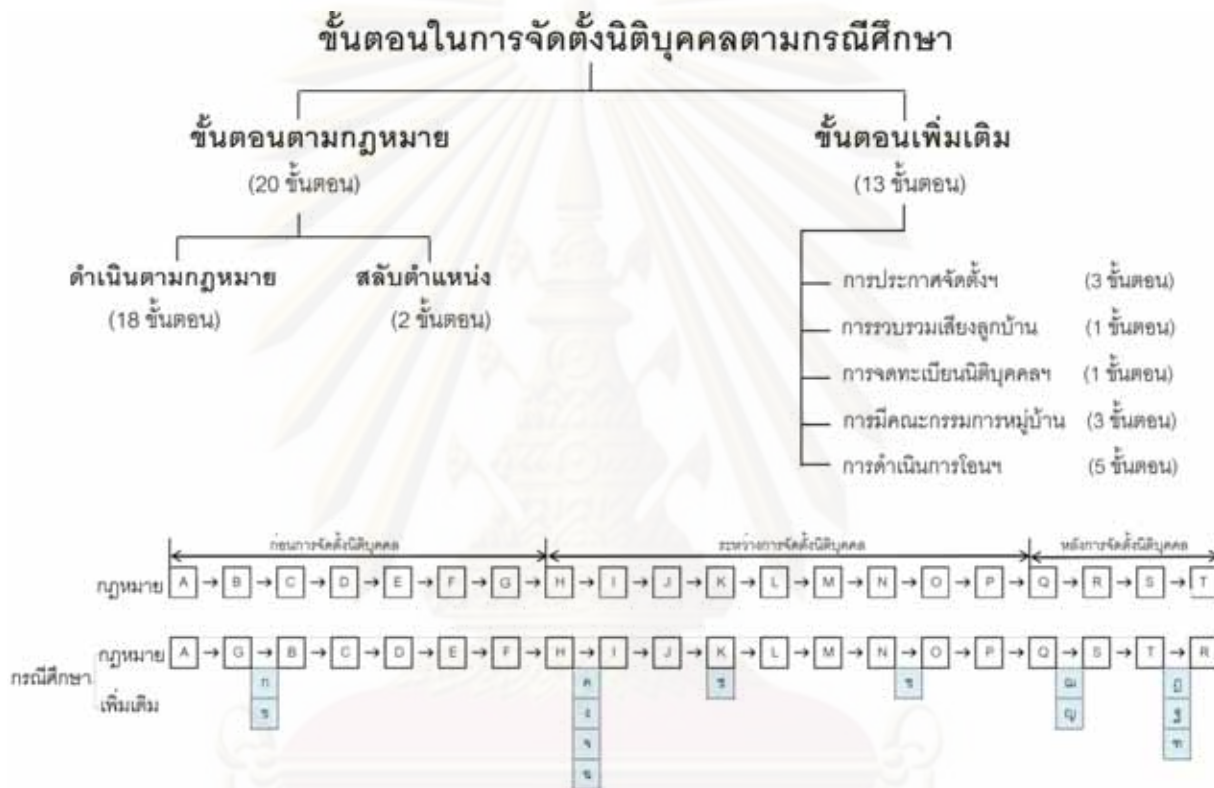 ขั้นตอนในการจัดตั้งนิติบุคคลตามกรณีศึกษา
ขั้นตอนตามกฎหมาย
(20 ขั้นตอน)
ขั้นตอนเพิ่มเติม
(13 ขั้นตอน)
ดำเนินตามกฎหมาย
(18 ขั้นตอน)
สลับตำแหน่ง
(2 ขั้นตอน)
การประกาศจัดตั้งฯ (3 ขั้นตอน)
การรวบรวมเสียงลูกบ้าน (1 ขั้นตอน)
การจดทะเบียนนิติบุคคลฯ (1 ขั้นตอน)
การมีคณะกรรมการหมู่บ้าน (3 ขั้นตอน)
การดำเนินการโอนฯ (5 ขั้นตอน)
ก่อนการจัดตั้งนิติบุคคล ระหว่างการจัดตั้งนิติบุคคล หลังการจัดตั้งนิติบุคคล
กฎหมาย A → B → C → D → E → F → G → H → I → J → K → L → M → N → O → P → Q → R → S → T
กฎหมาย A → G → B → C → D → E → F → H → I → J → K → L → M → N → O → P → Q → S → T → R
กรณีศึกษา
เพิ่มเติม
ก ค
ง ญ ฐ
จ ฑ